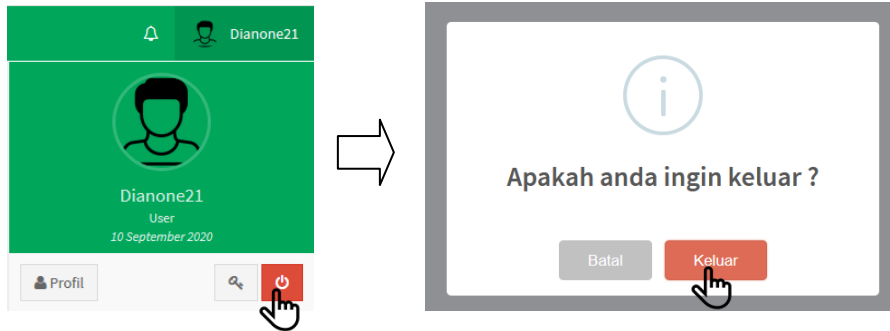 Dianone21
Dianone21
User
10 September 2020
Profil
Apakah anda ingin keluar ?
Batal
Keluar